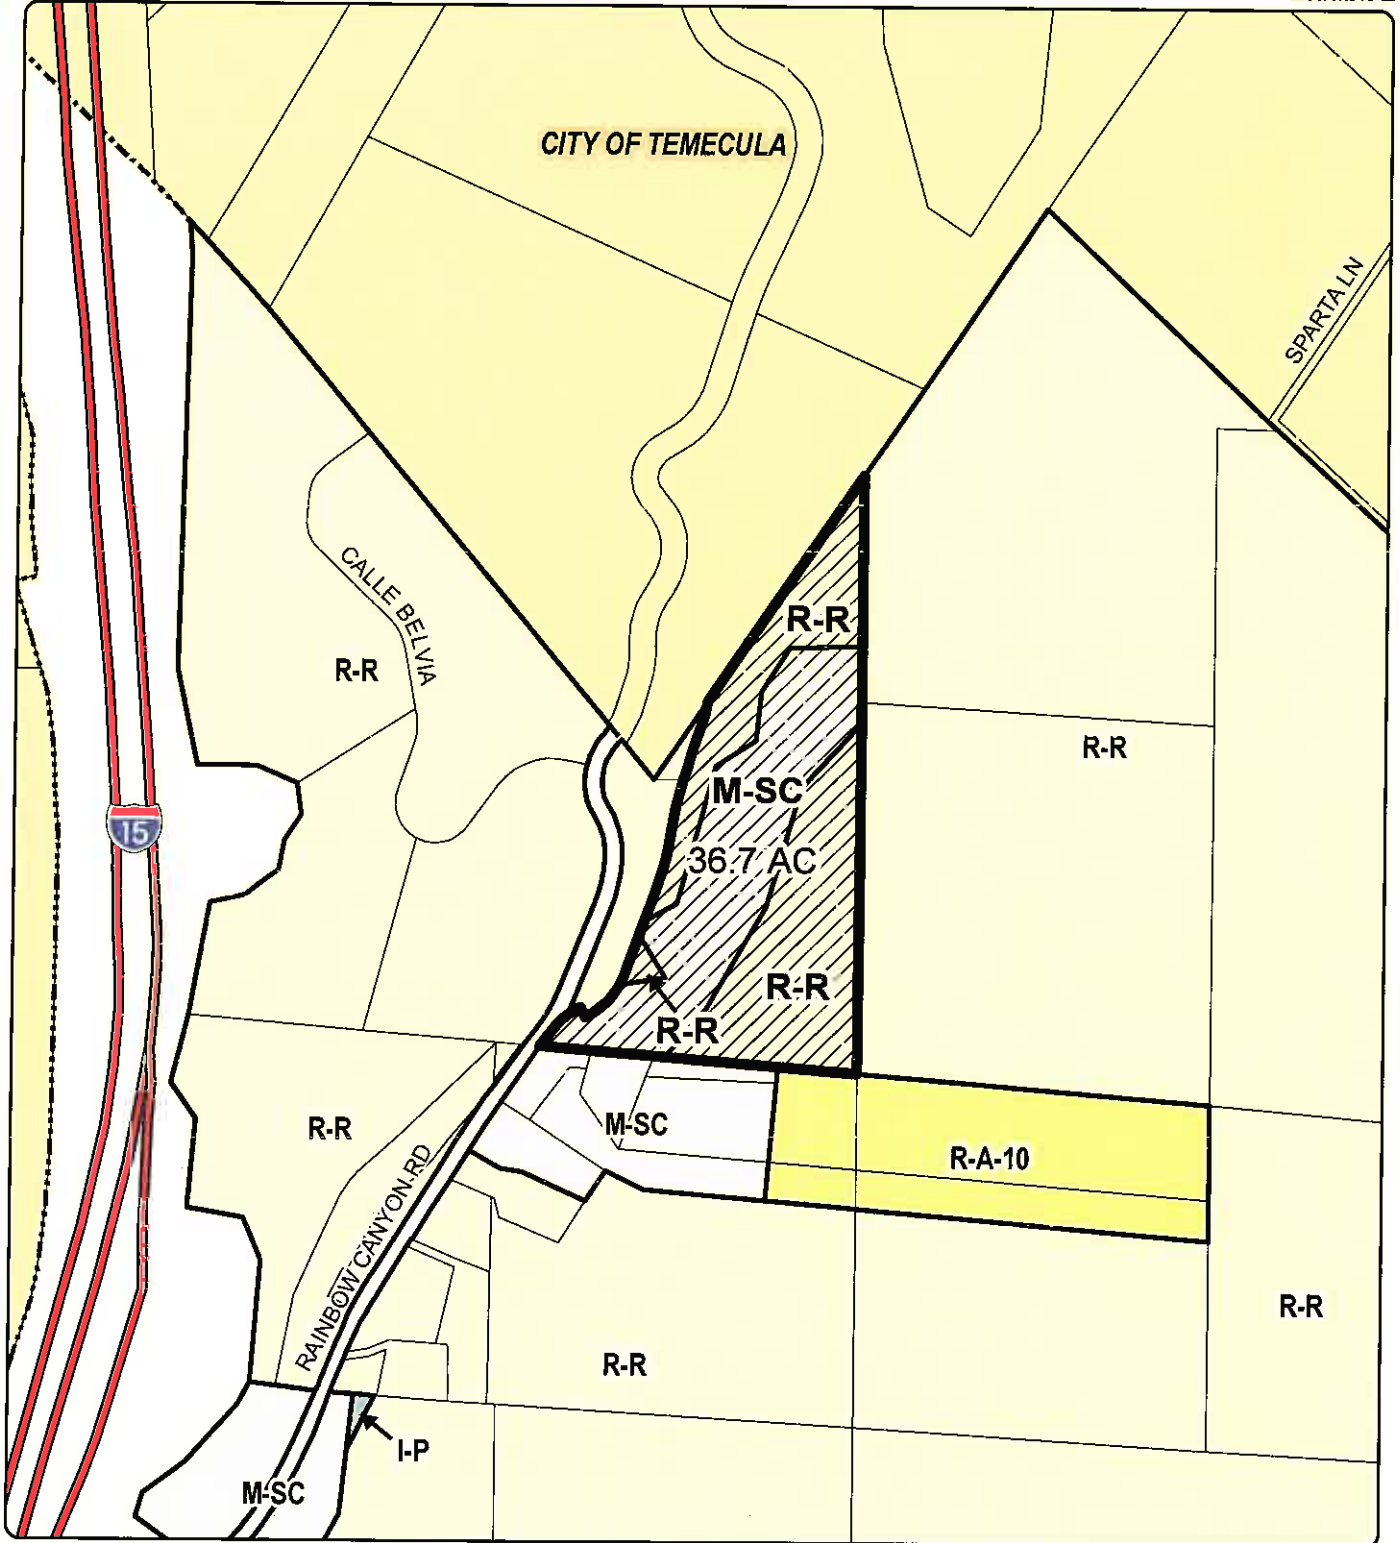 CITY OF TEMECULA
SPARTA LN
CALLE BELVIA
R-R
R-R
R-R
M-SC
36.7 AC
15
R-R
R-R
M-SC
R-R
R-A-10
RAINBOW CANYON RD
R-R
R-R
I-P
M-SC